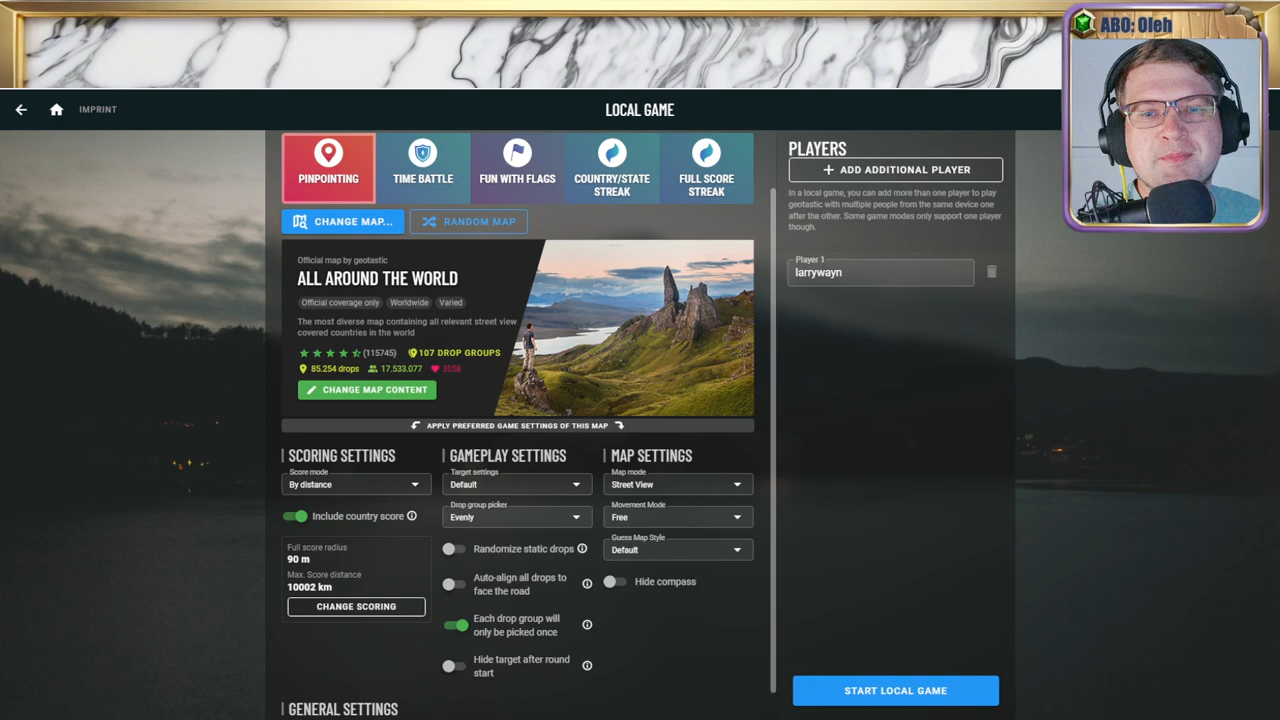 ABO: Oleh
IMPRINT
LOCAL GAME
PINPOINTING
TIME BATTLE
FUN WITH FLAGS
COUNTRY/STATE
STREAK
FULL SCORE
STREAK
CHANGE MAP...
RANDOM MAP
Official map by geotastic
ALL AROUND THE WORLD
Official coverage only
Worldwide
Varied
The most diverse map containing all relevant street view
covered countries in the world
(115745)
107 DROP GROUPS
85.254 drops
17.533.077
3058
CHANGE MAP CONTENT
APPLY PREFERRED GAME SETTINGS OF THIS MAP
SCORING SETTINGS
Score mode
By distance
Include country score
Full score radius
90 m
Max. Score distance
10002 km
CHANGE SCORING
GAMEPLAY SETTINGS
Target settings
Default
Drop group picker
Evenly
Randomize static drops
Auto-align all drops to
face the road
Each drop group will
only be picked once
Hide target after round
start
MAP SETTINGS
Map mode
Street View
Movement Mode
Free
Guess Map Style
Default
Hide compass
GENERAL SETTINGS
PLAYERS
ADD ADDITIONAL PLAYER
In a local game, you can add more than one player to play
geotastic with multiple people from the same device one
after the other. Some game modes only support one player
though.
Player 1
larrywayn
START LOCAL GAME